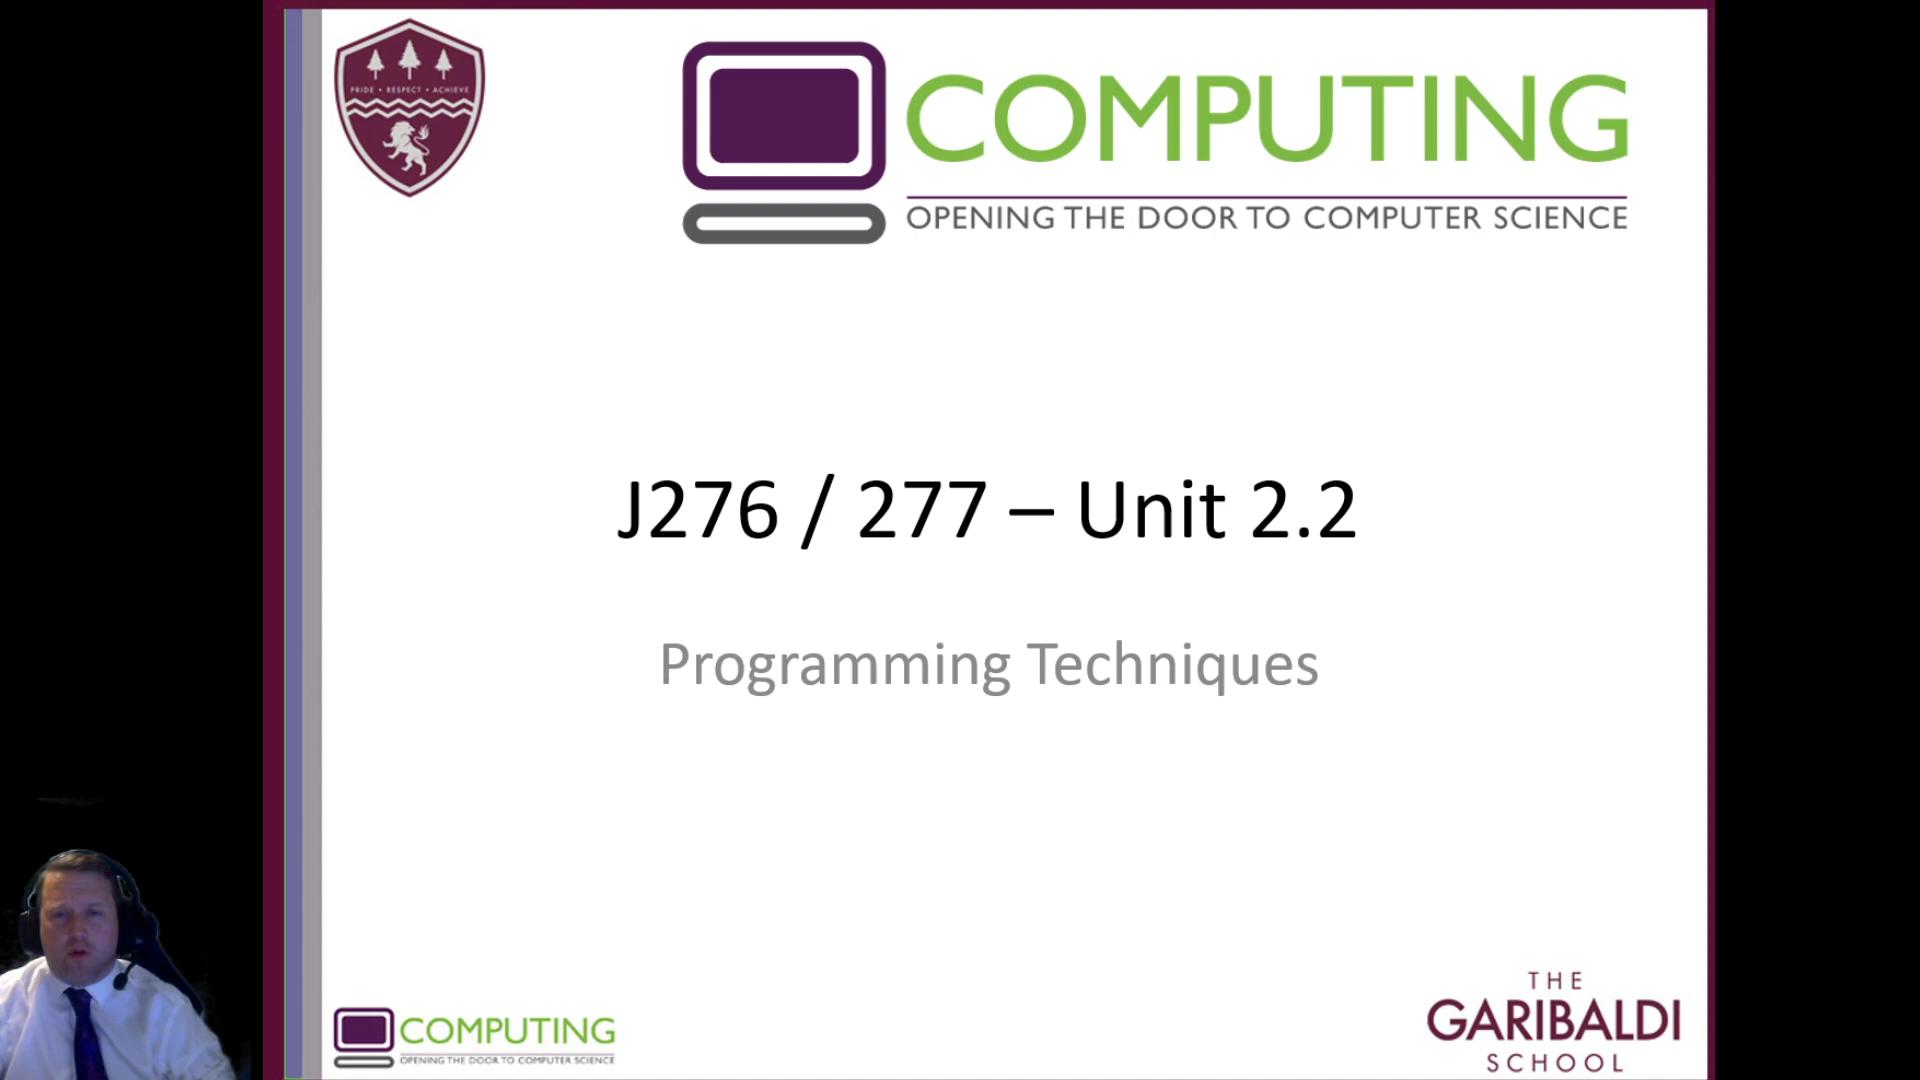 PRIDE • RESPECT • ACHIEVE
COMPUTING
OPENING THE DOOR TO COMPUTER SCIENCE
J276 / 277 – Unit 2.2
Programming Techniques
COMPUTING
OPENING THE DOOR TO COMPUTER SCIENCE
THE
GARIBALDI
SCHOOL